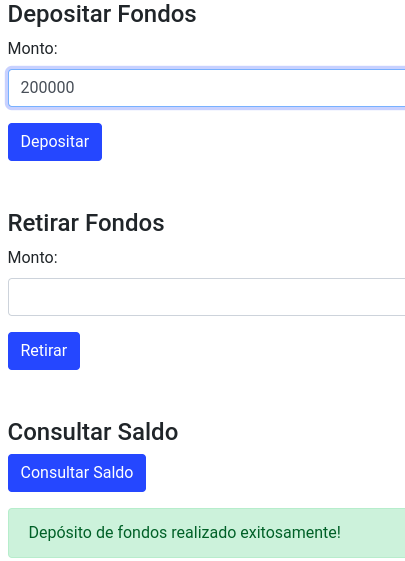 Depositar Fondos
Monto:
200000
Depositar
Retirar Fondos
Monto:
Retirar
Consultar Saldo
Consultar Saldo
Depósito de fondos realizado exitosamente!